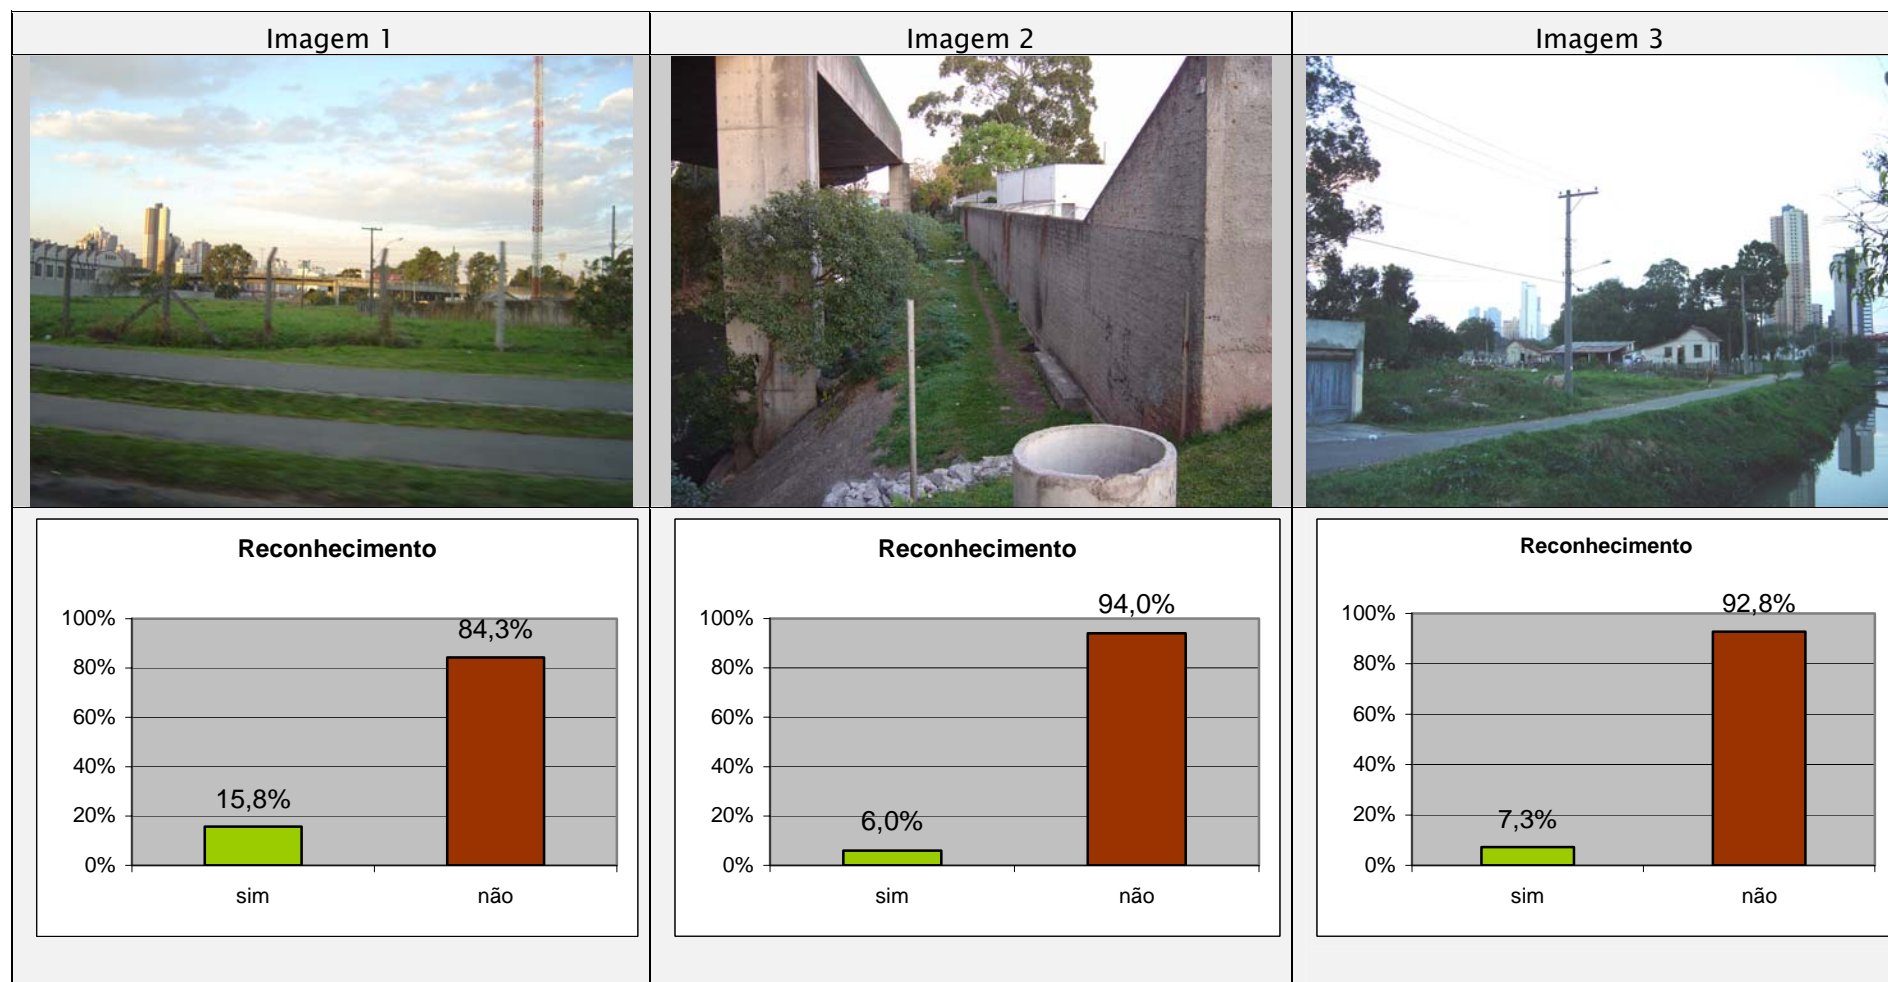 Imagem 1
Imagem 2
Imagem 3
Reconhecimento
100%
80%
60%
40%
20%
0%
15,8%
84,3%
sim
não
Reconhecimento
100%
80%
60%
40%
20%
0%
6,0%
94,0%
sim
não
Reconhecimento
100%
80%
60%
40%
20%
0%
7,3%
92,8%
sim
não